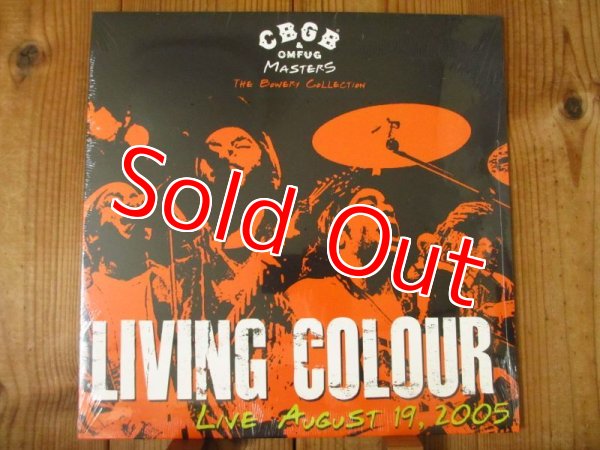 CBGB
&
OMFUG
MASTERS
THE BOWERY COLLECTION
Sold Out
LIVING COLOUR
LIVE AUGUST 19, 2005